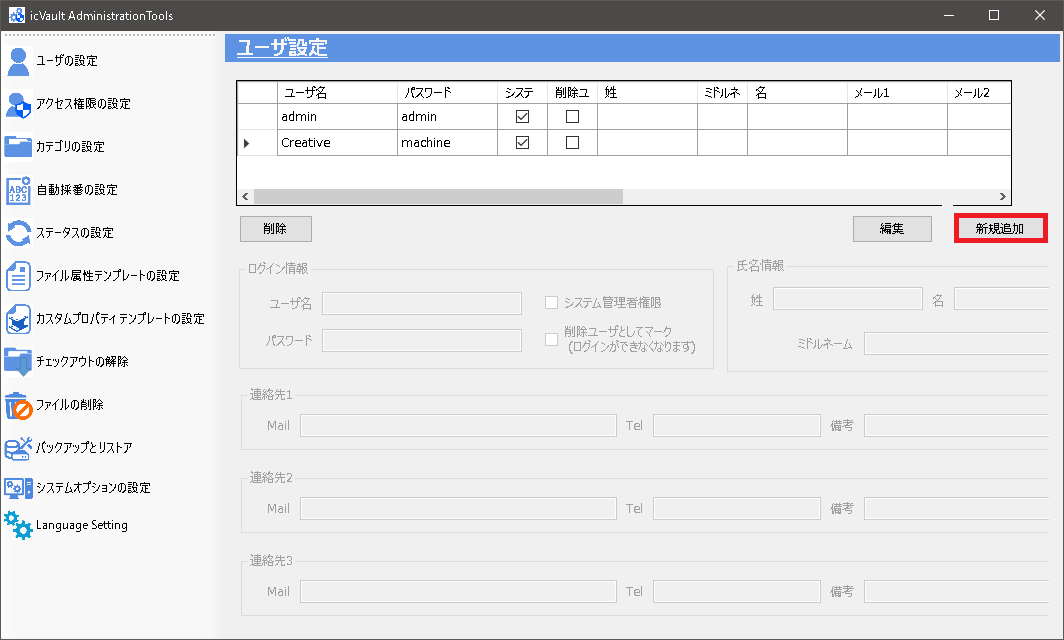 icVault AdministrationTools
ユーザの設定
アクセス権限の設定
カテゴリの設定
自動採番の設定
ステータスの設定
ファイル属性テンプレートの設定
カスタムプロパティテンプレートの設定
チェックアウトの解除
ファイルの削除
バックアップとリストア
システムオプションの設定
Language Setting
ユーザ設定
ユーザ名 パスワード システ 削除ユ 姓 ミドルネ 名 メール1 メール2
admin admin
Creative machine
削除 編集 新規追加
ログイン情報
ユーザ名 システム管理者権限
パスワード 削除ユーザとしてマーク
(ログインができなくなります)
氏名情報
姓 名
ミドルネーム
連絡先1
Mail Tel 備考
連絡先2
Mail Tel 備考
連絡先3
Mail Tel 備考